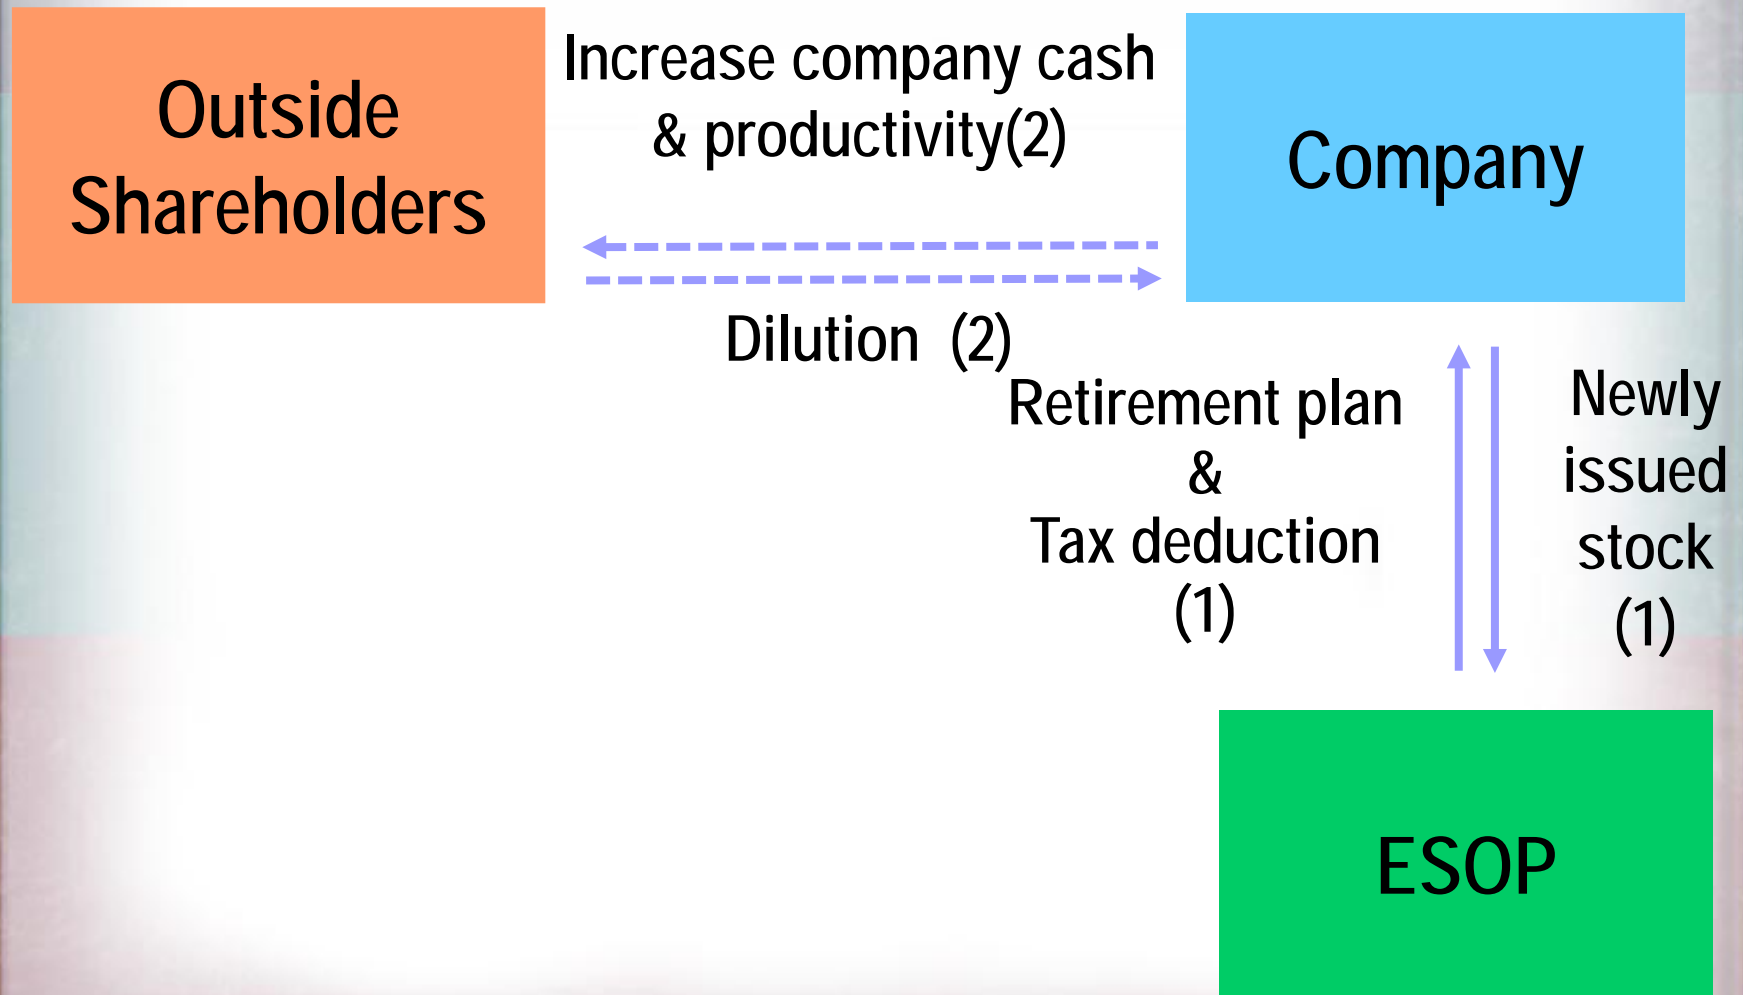 Outside
Shareholders
Increase company cash
& productivity(2)
Company
Dilution (2)
Retirement plan
&
Tax deduction
(1)
Newly
issued
stock
(1)
ESOP